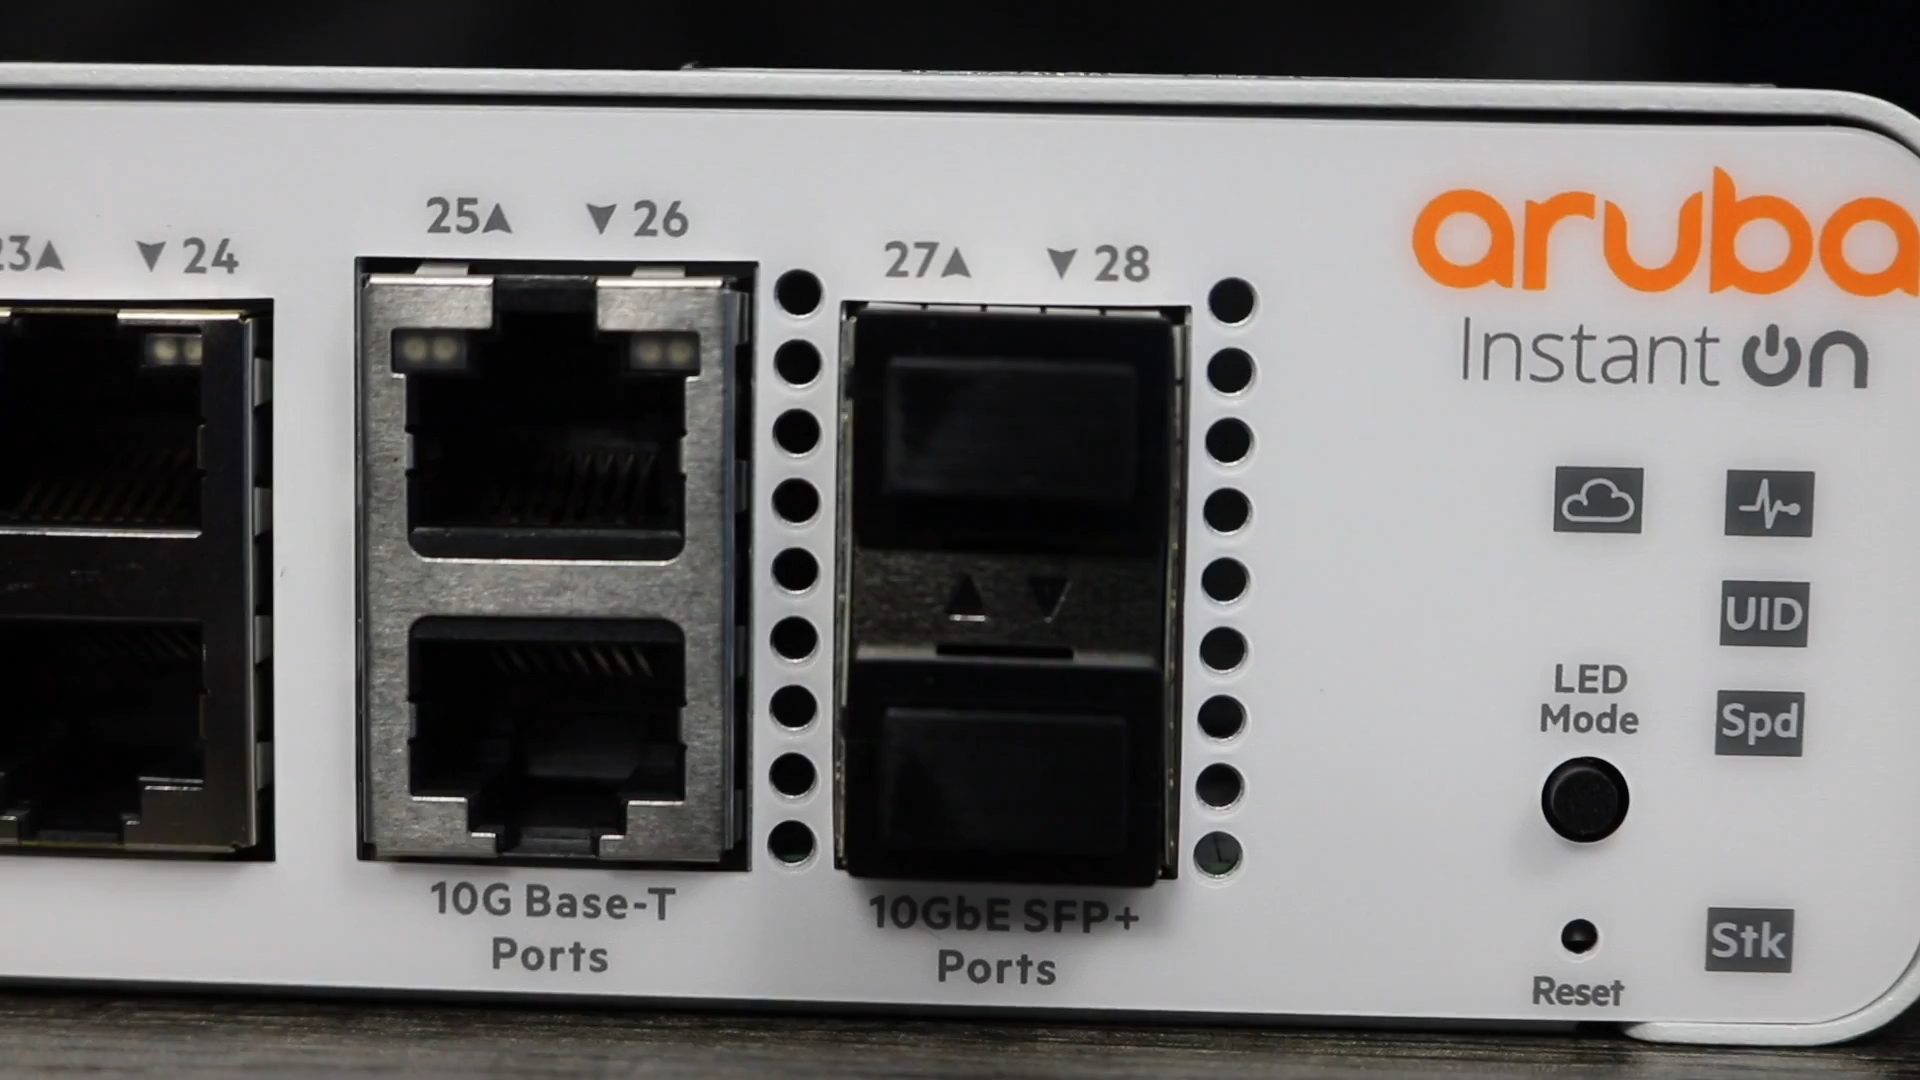 23▲ ▼ 24
25▲ ▼ 26
27▲ ▼ 28
aruba
Instant On
UID
LED
Mode
Spd
10G Base-T
Ports
10GbE SFP+
Ports
Stk
Reset